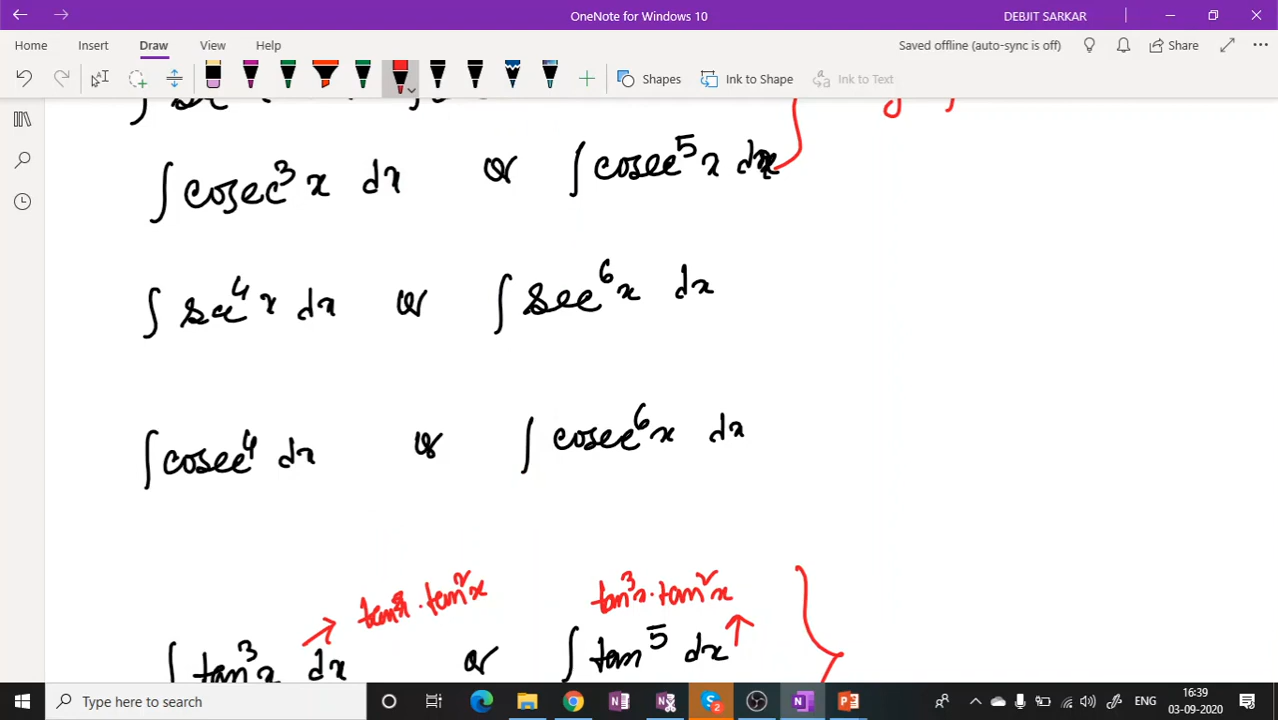 OneNote for Windows 10
DEBJIT SARKAR
Home Insert Draw View Help
Saved offline (auto-sync is off)
Share
Shapes
Ink to Shape
Ink to Text
∫ cosec³x dx or ∫ cosec⁵x dx
∫ sec⁴x dx or ∫ sec⁶x dx
∫ cosec⁴ dx or ∫ cosec⁶x dx
tanx · tan²x tan³x · tan²x
∫ tan³x dx or ∫ tan⁵ dx
Type here to search
2
ENG
16:39
03-09-2020